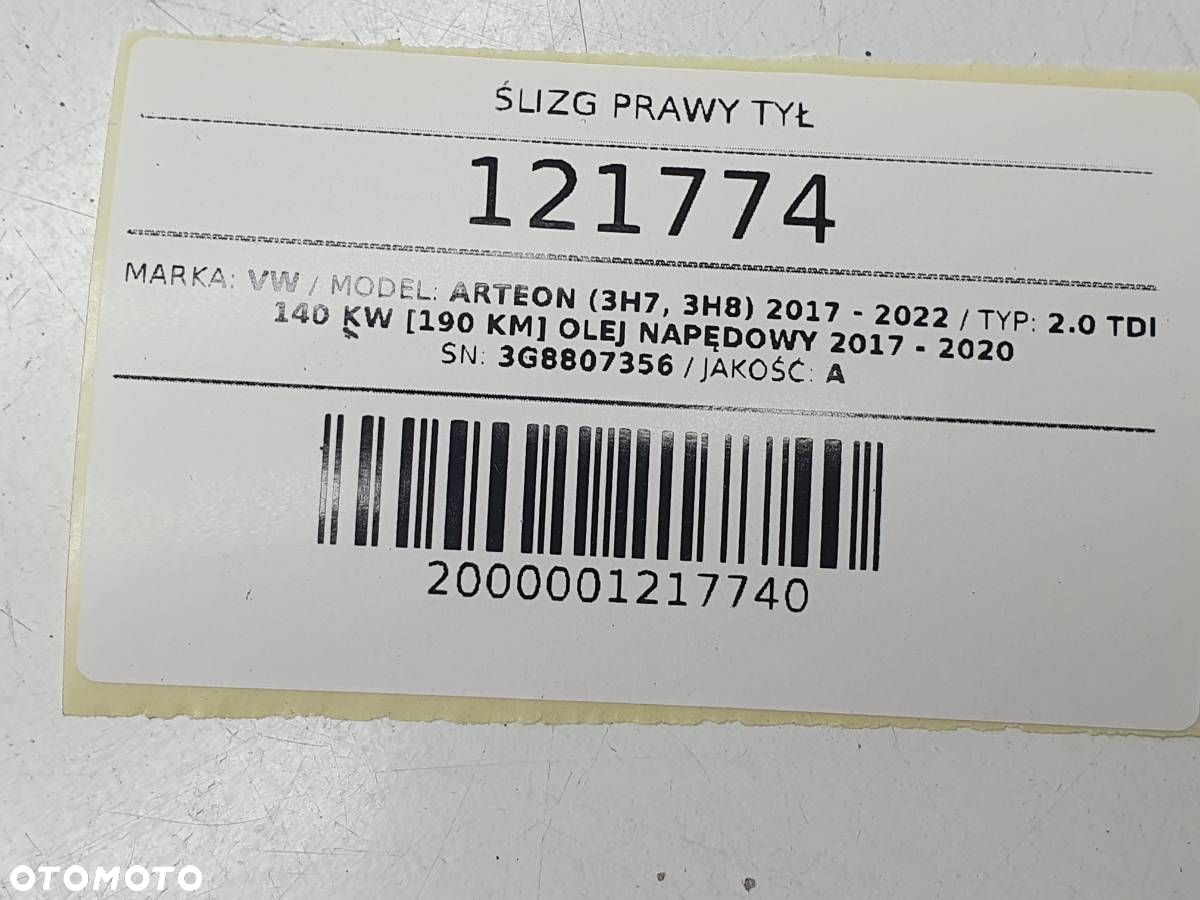 ŚLIZG PRAWY TYŁ
121774
MARKA: VW / MODEL: ARTEON (3H7, 3H8) 2017 - 2022 / TYP: 2.0 TDI
140 KW [190 KM] OLEJ NAPĘDOWY 2017 - 2020
SN: 3G8807356 / JAKOŚĆ: A
2000001217740
OTOMOTO